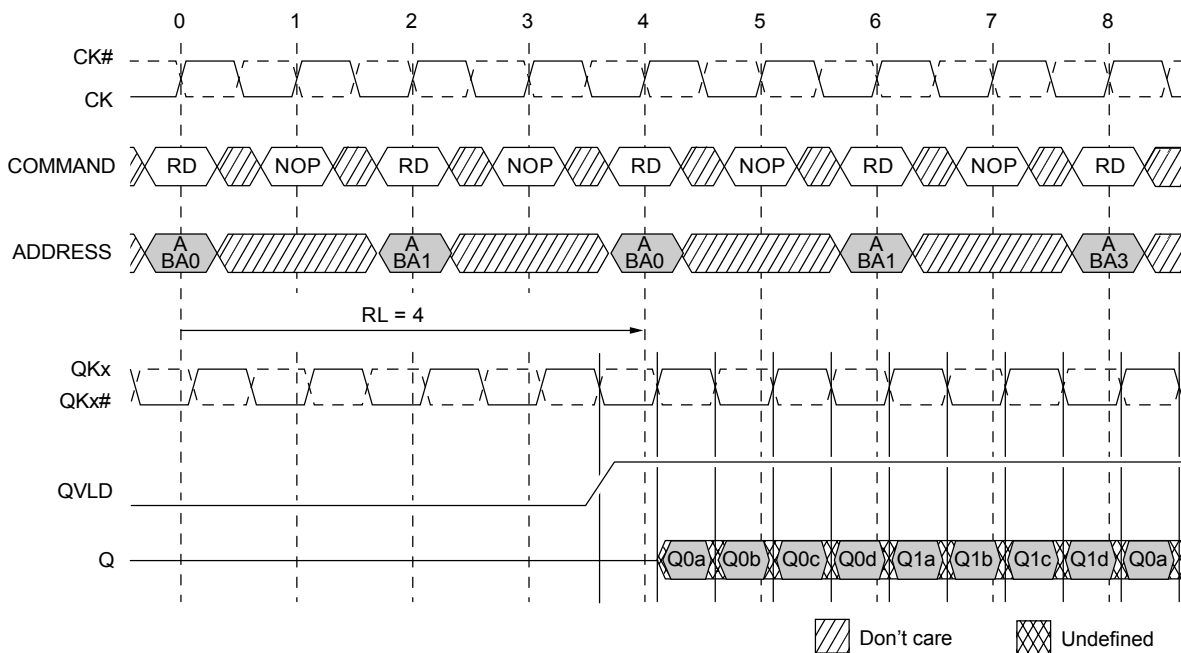 0 1 2 3 4 5 6 7 8
CK#
CK
COMMAND RD NOP RD NOP RD NOP RD NOP RD
ADDRESS A BA0 A BA1 A BA0 A BA1 A BA3
RL = 4
QKx
QKx#
QVLD
Q Q0a Q0b Q0c Q0d Q1a Q1b Q1c Q1d Q0a
Don't care Undefined